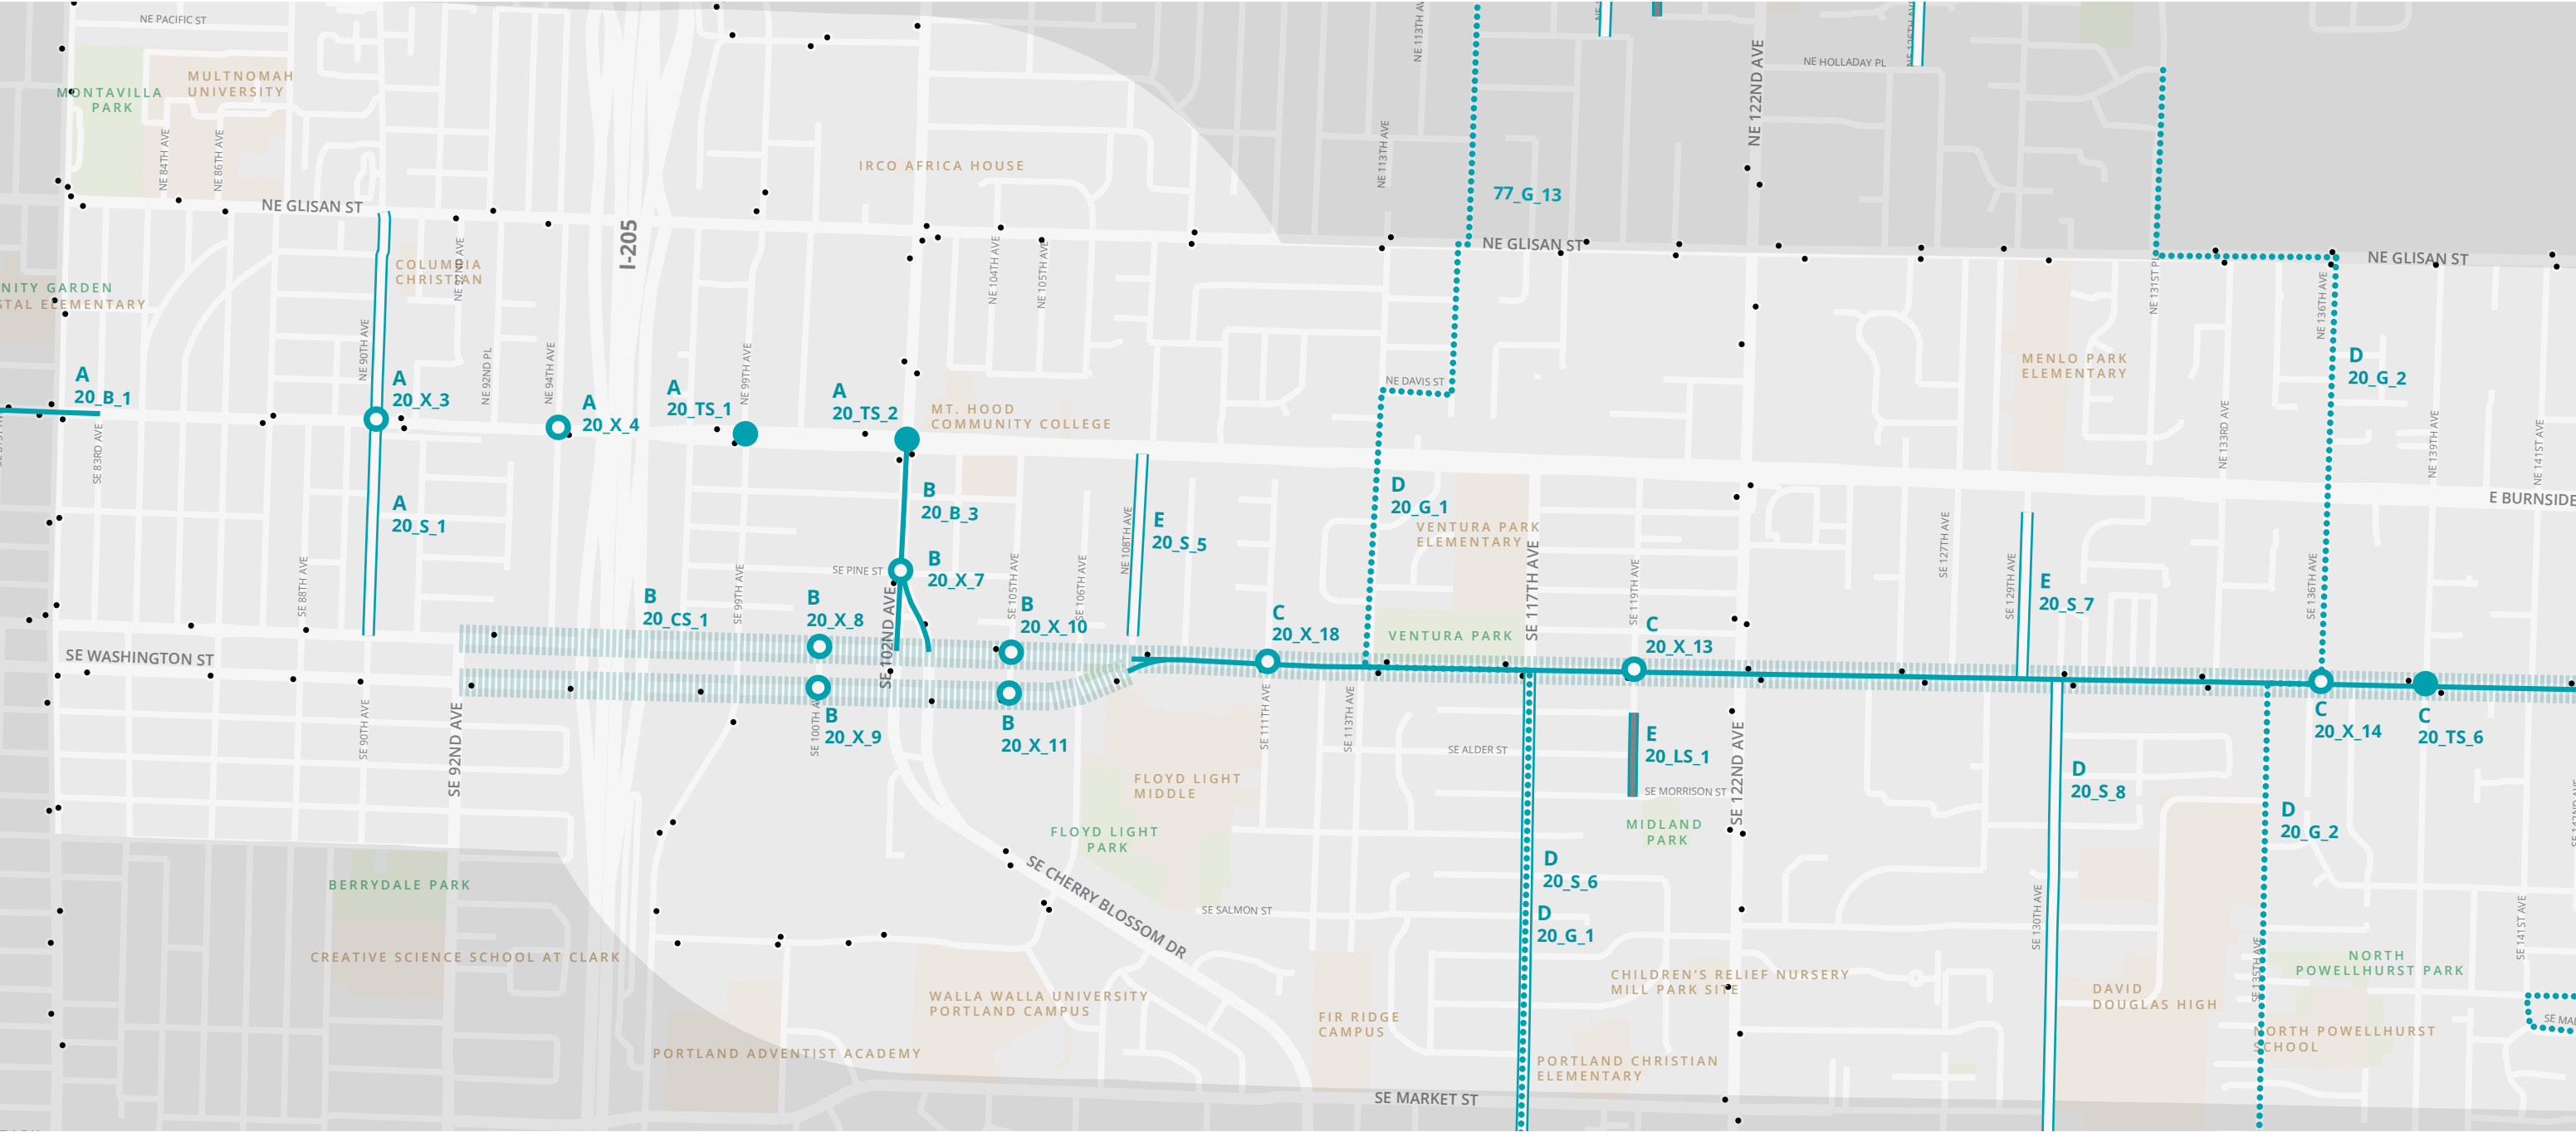 NE PACIFIC ST
MULTNOMAH
UNIVERSITY
MONTAVILLA
PARK
NE 84TH AVE
NE 86TH AVE
NE GLISAN ST
I-205
IRCO AFRICA HOUSE
NE 113TH AV
NE 113TH AVE
77_G_13
NE GLISAN ST
NE 122ND AVE
NE HOLLADAY PL
NE GLISAN ST
COLUMBIA
CHRISTIAN
NE 92ND AVE
NE 104TH AVE
NE 105TH AVE
NITY GARDEN
STAL ELEMENTARY
NE 131ST PL
NE 136TH AVE
NE 90TH AVE
NE 92ND PL
NE 94TH AVE
NE 99TH AVE
A
20_B_1
A
20_X_3
A
20_X_4
A
20_TS_1
A
20_TS_2
MT. HOOD
COMMUNITY COLLEGE
NE DAVIS ST
MENLO PARK
ELEMENTARY
D
20_G_2
SE 83RD AVE
NE 133RD AVE
NE 139TH AVE
NE 141ST AVE
A
20_S_1
B
20_B_3
E
20_S_5
D
20_G_1
VENTURA PARK
ELEMENTARY
E BURNSIDE
SE 88TH AVE
SE 99TH AVE
SE PINE ST
B
20_X_7
SE 105TH AVE
SE 106TH AVE
NE 108TH AVE
SE 117TH AVE
SE 119TH AVE
SE 127TH AVE
SE 129TH AVE
SE 136TH AVE
E
20_S_7
B
20_CS_1
B
20_X_8
SE 102ND AVE
B
20_X_10
C
20_X_18
VENTURA PARK
C
20_X_13
SE WASHINGTON ST
SE 90TH AVE
SE 92ND AVE
SE 100TH AVE
B
20_X_9
B
20_X_11
SE 111TH AVE
SE 113TH AVE
SE ALDER ST
E
20_LS_1
SE MORRISON ST
SE 122ND AVE
C
20_X_14
C
20_TS_6
D
20_S_8
D
20_G_2
FLOYD LIGHT
MIDDLE
FLOYD LIGHT
PARK
MIDLAND
PARK
BERRYDALE PARK
SE CHERRY BLOSSOM DR
SE SALMON ST
D
20_S_6
D
20_G_1
SE 130TH AVE
SE 135TH AVE
SE 141ST AVE
CREATIVE SCIENCE SCHOOL AT CLARK
CHILDREN'S RELIEF NURSERY
MILL PARK SITE
NORTH
POWELLHURST PARK
WALLA WALLA UNIVERSITY
PORTLAND CAMPUS
FIR RIDGE
CAMPUS
DAVID
DOUGLAS HIGH
NORTH POWELLHURST
SCHOOL
SE MAL
PORTLAND ADVENTIST ACADEMY
PORTLAND CHRISTIAN
ELEMENTARY
SE MARKET ST